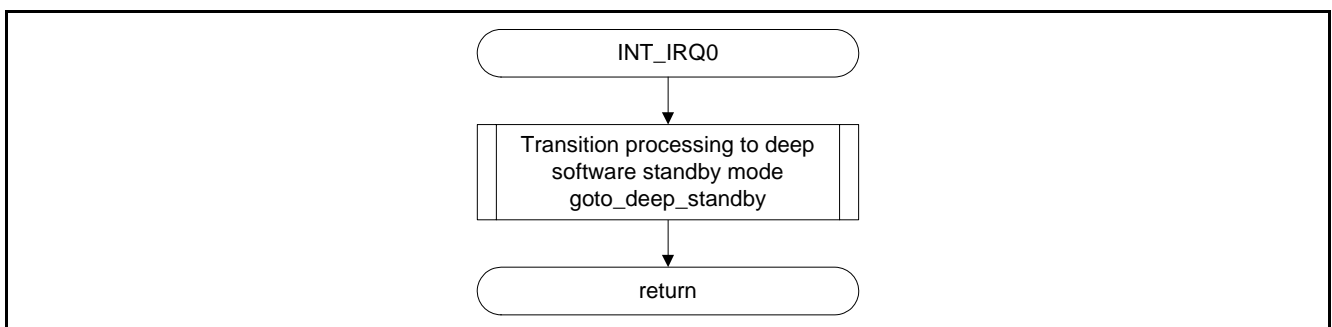 INT_IRQ0
Transition processing to deep
software standby mode
goto_deep_standby
return